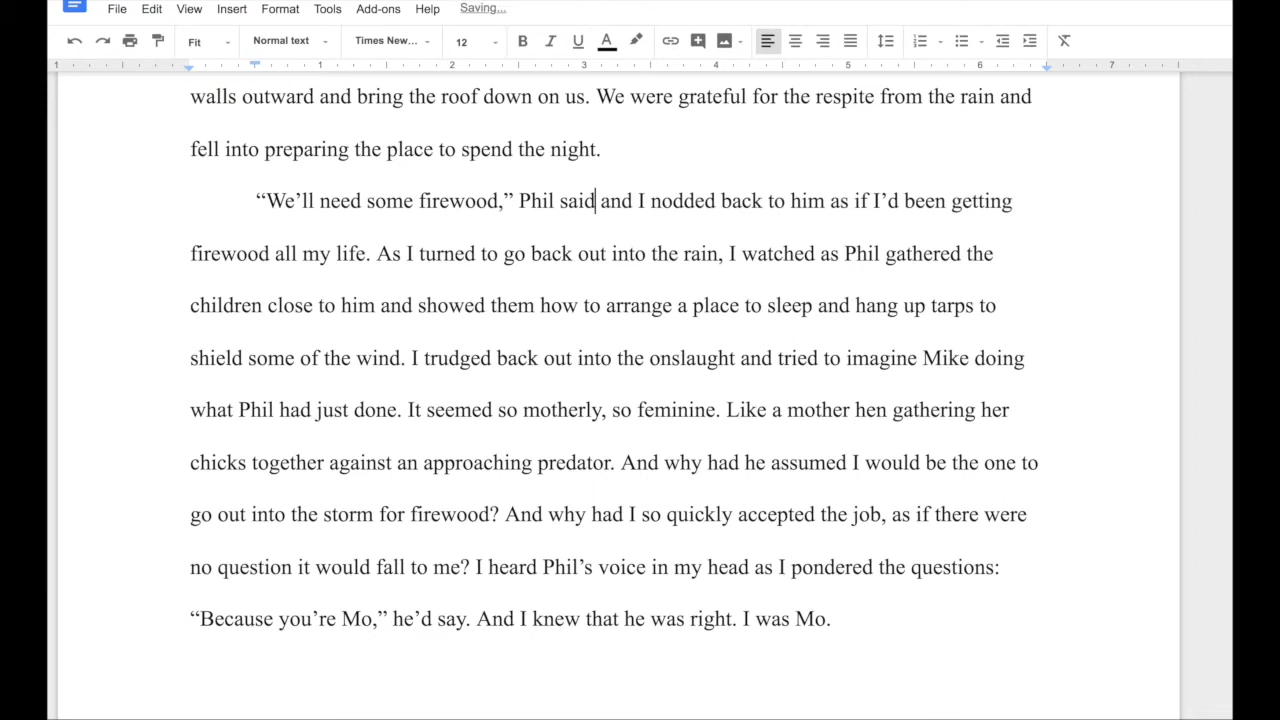 File Edit View Insert Format Tools Add-ons Help Saving...
Fit Normal text Times New... 12 B I U A
1 1 2 3 4 5 6 7
walls outward and bring the roof down on us. We were grateful for the respite from the rain and
fell into preparing the place to spend the night.
“We’ll need some firewood,” Phil said and I nodded back to him as if I’d been getting
firewood all my life. As I turned to go back out into the rain, I watched as Phil gathered the
children close to him and showed them how to arrange a place to sleep and hang up tarps to
shield some of the wind. I trudged back out into the onslaught and tried to imagine Mike doing
what Phil had just done. It seemed so motherly, so feminine. Like a mother hen gathering her
chicks together against an approaching predator. And why had he assumed I would be the one to
go out into the storm for firewood? And why had I so quickly accepted the job, as if there were
no question it would fall to me? I heard Phil’s voice in my head as I pondered the questions:
“Because you’re Mo,” he’d say. And I knew that he was right. I was Mo.